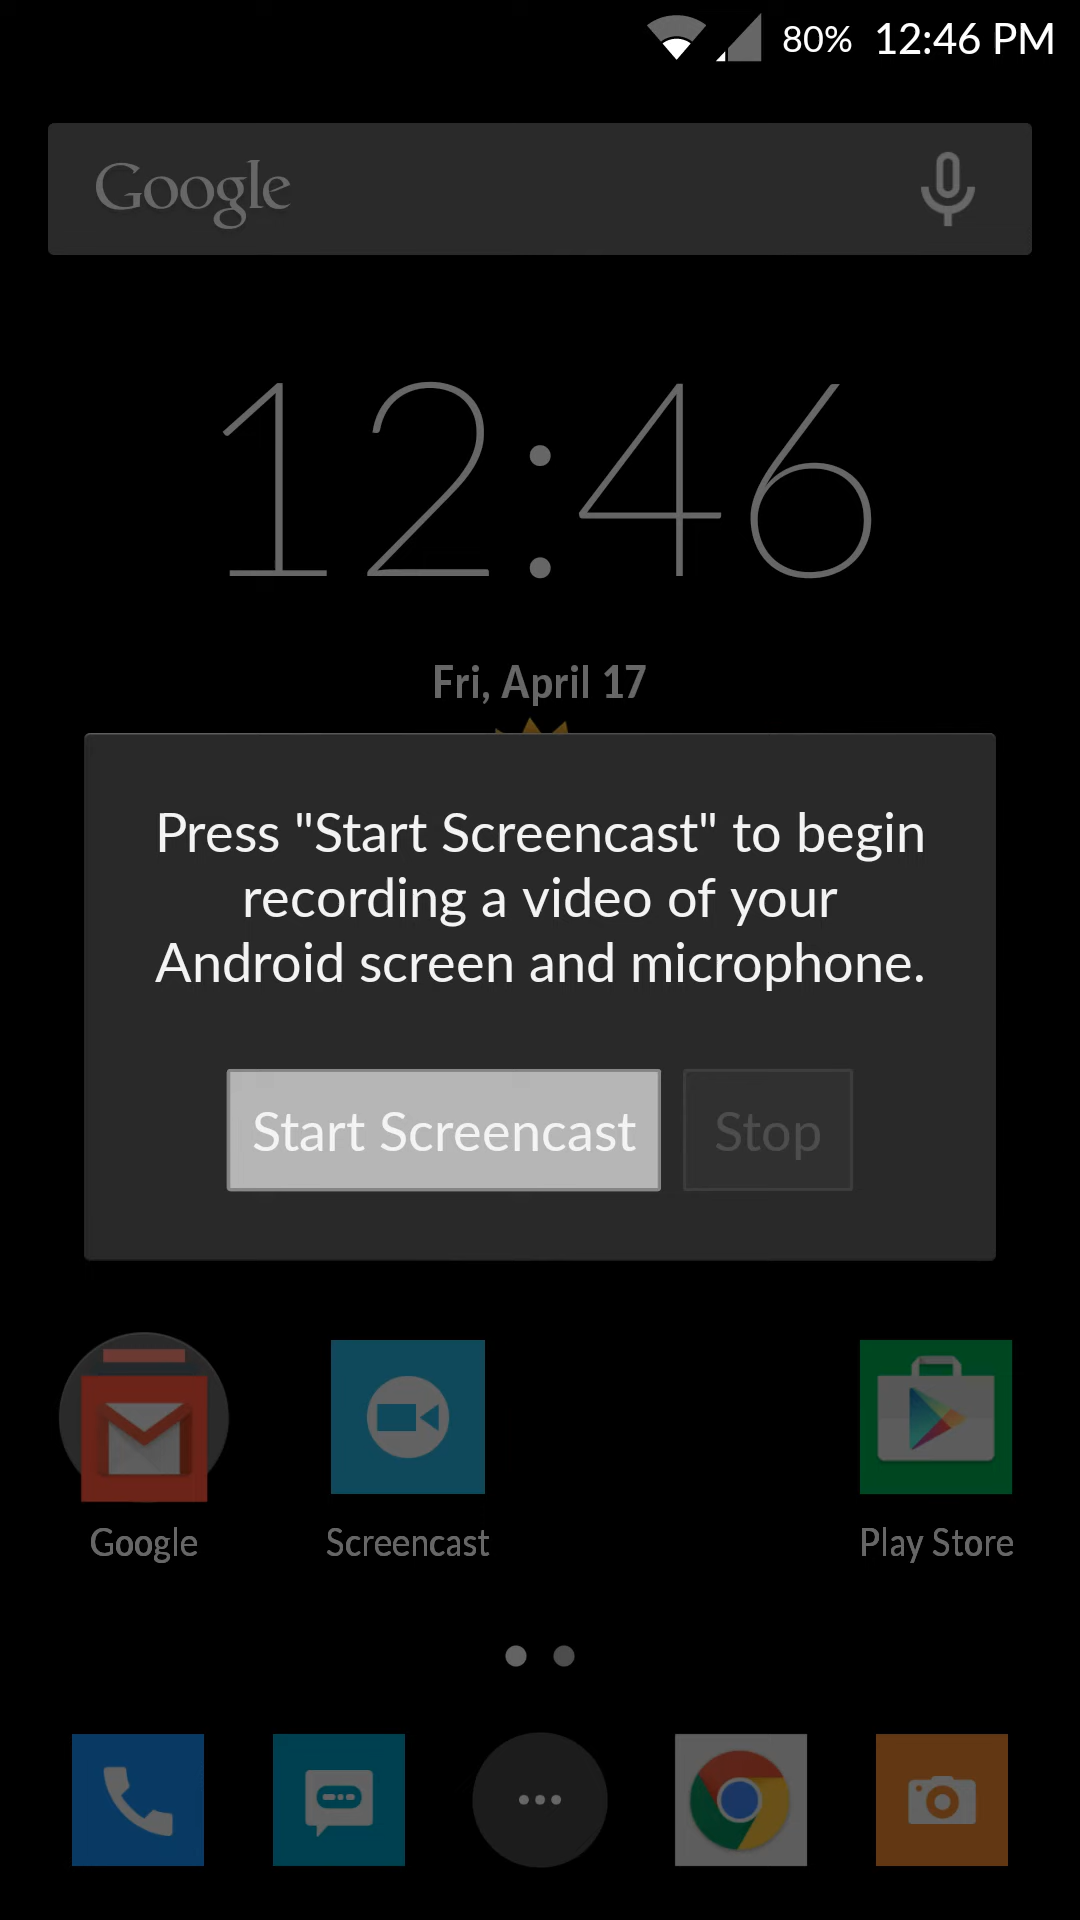 80% 12:46 PM
Google
12:46
Fri, April 17
Press "Start Screencast" to begin
recording a video of your
Android screen and microphone.
Start Screencast Stop
Google Screencast Play Store